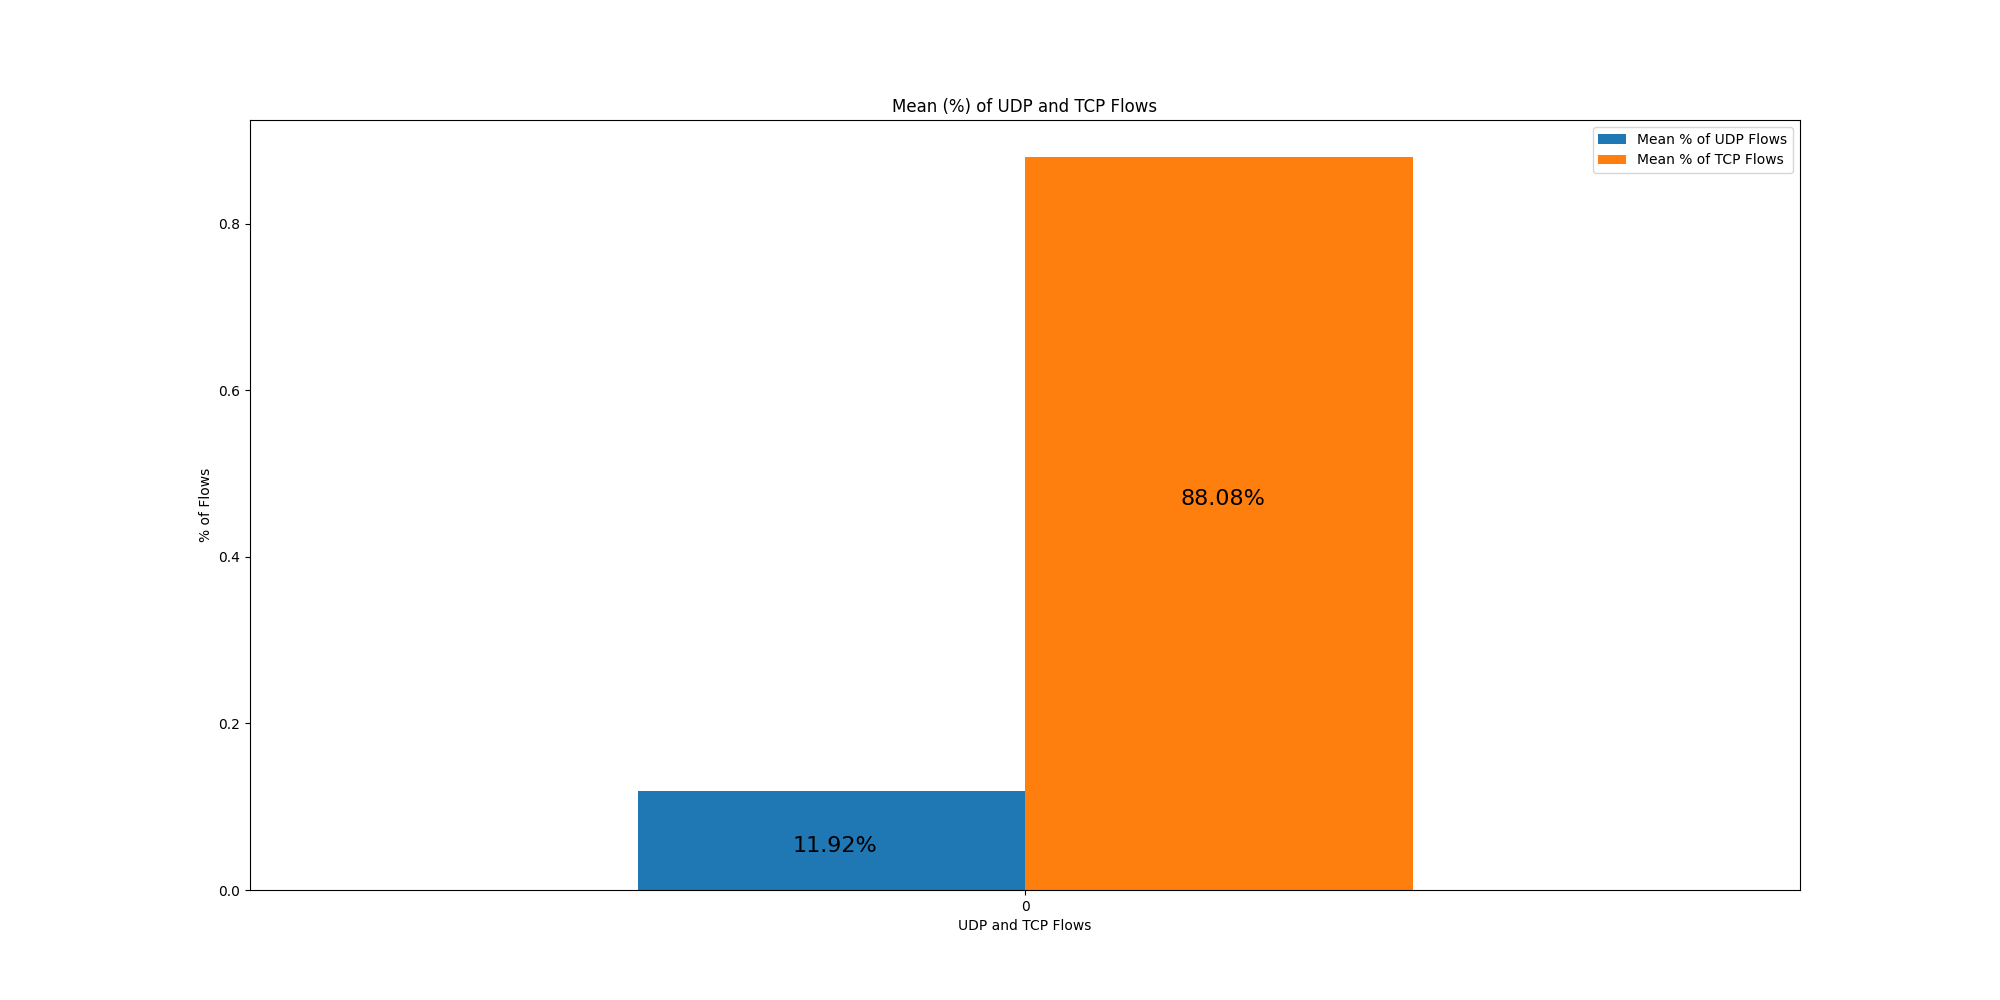 Mean (%) of UDP and TCP Flows
Mean % of UDP Flows
Mean % of TCP Flows
0.8
0.6
0.4
0.2
0.0
% of Flows
88.08%
11.92%
0
UDP and TCP Flows